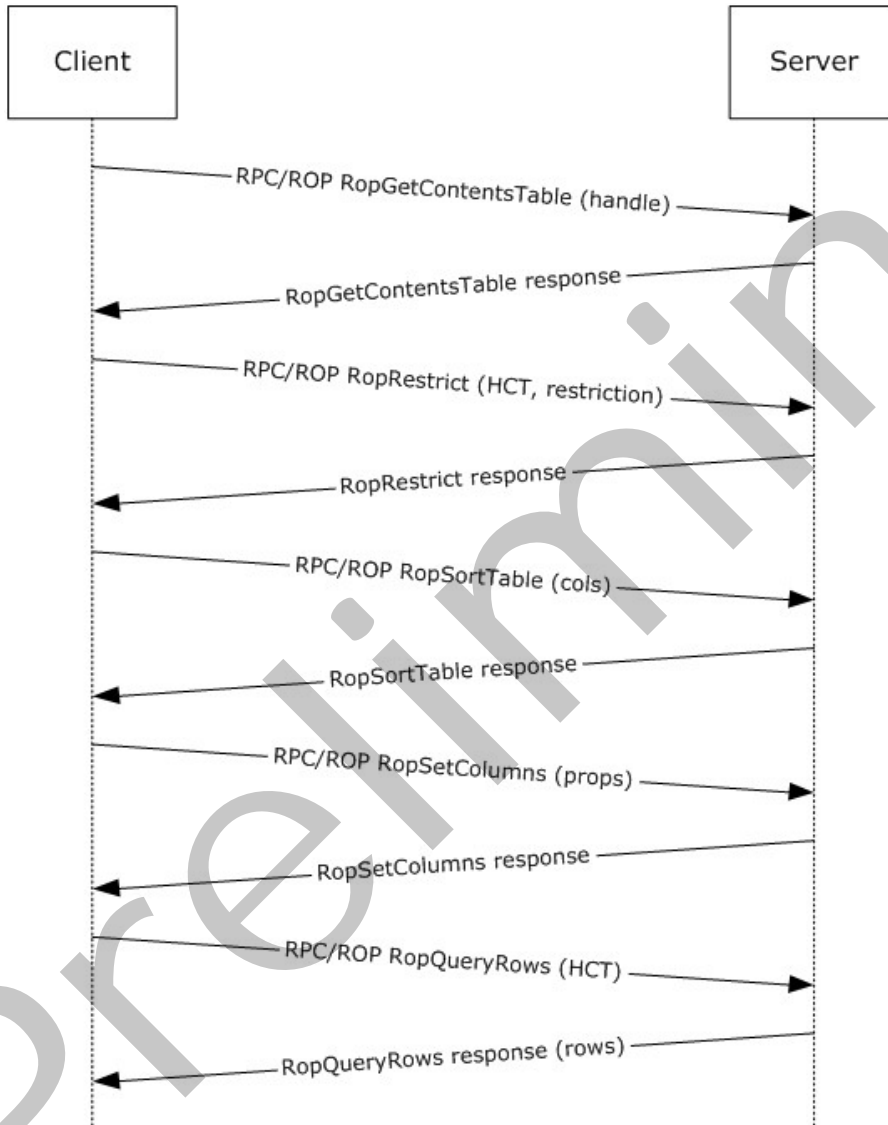 Client
Server
RPC/ROP RopGetContentsTable (handle)
RopGetContentsTable response
RPC/ROP RopRestrict (HCT, restriction)
RopRestrict response
RPC/ROP RopSortTable (cols)
RopSortTable response
RPC/ROP RopSetColumns (props)
RopSetColumns response
RPC/ROP RopQueryRows (HCT)
RopQueryRows response (rows)
Prelimin